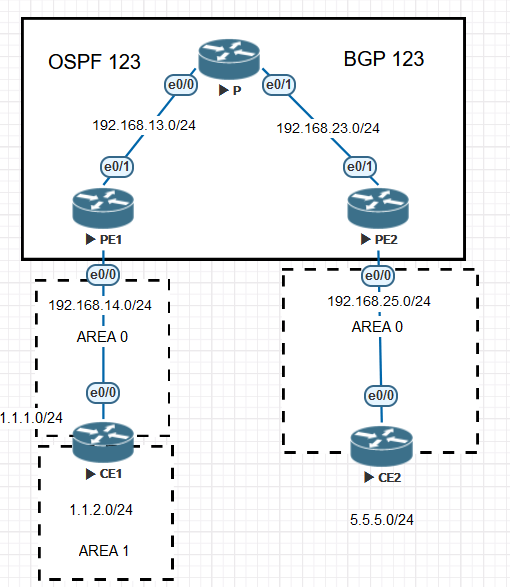 OSPF 123
BGP 123
P
e0/0
e0/1
192.168.13.0/24
192.168.23.0/24
e0/1
e0/1
PE1
PE2
e0/0
e0/0
192.168.14.0/24
192.168.25.0/24
AREA 0
AREA 0
e0/0
e0/0
1.1.1.0/24
CE1
CE2
1.1.2.0/24
5.5.5.0/24
AREA 1